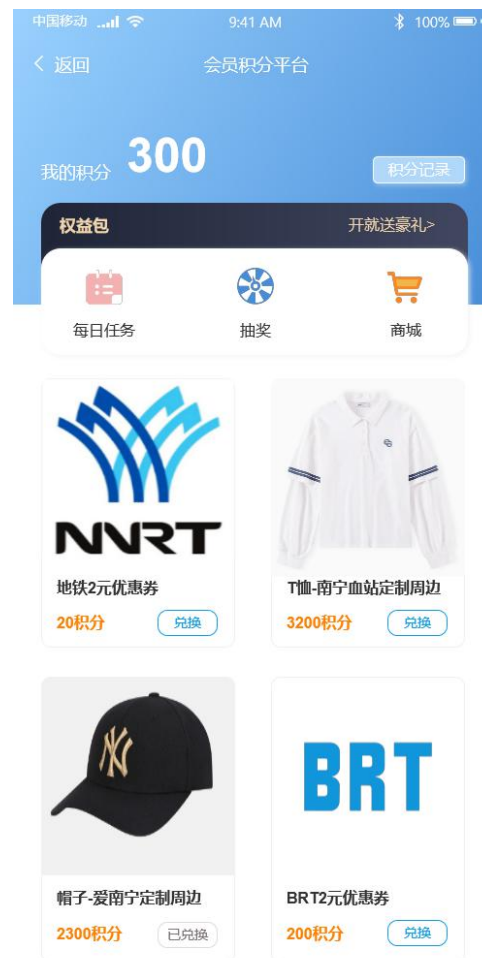 中国移动 9:41 AM 100%
返回 会员积分平台
我的积分 300 积分记录
权益包 开就送豪礼>
每日任务 抽奖 商城
NNRT
地铁2元优惠券 T恤-南宁血站定制周边
20积分 兑换 3200积分 兑换
NY BRT
帽子-爱南宁定制周边 BRT2元优惠券
2300积分 已兑换 200积分 兑换